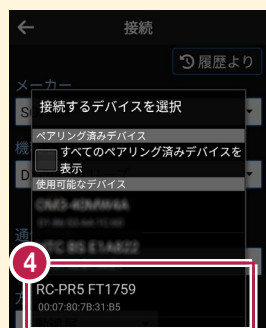 接続
履歴より
メーカー
接続するデバイスを選択
ペアリング済みデバイス
すべてのペアリング済みデバイスを
表示
使用可能なデバイス
4
RC-PR5 FT1759
00:07:80:7B:31:B5